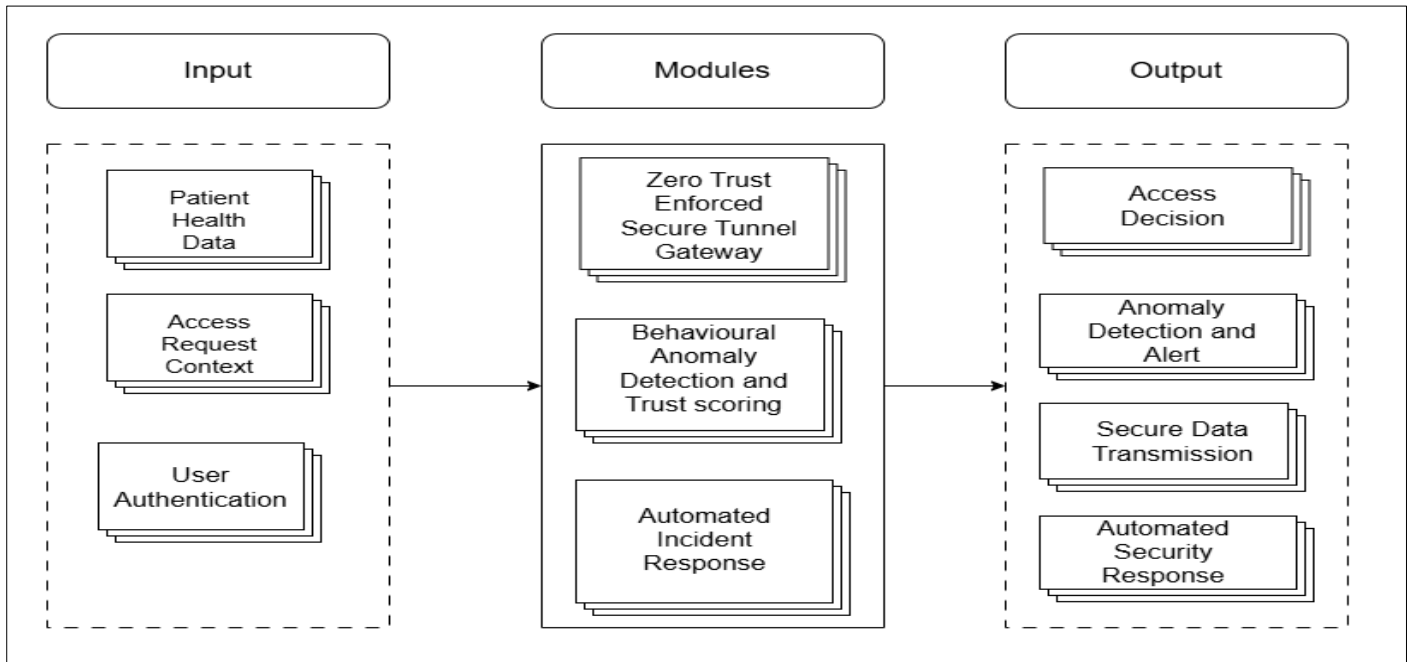 Input
Modules
Output
Patient
Health
Data
Access
Request
Context
User
Authentication
Zero Trust
Enforced
Secure Tunnel
Gateway
Behavioural
Anomaly
Detection and
Trust scoring
Automated
Incident
Response
Access
Decision
Anomaly
Detection and
Alert
Secure Data
Transmission
Automated
Security
Response